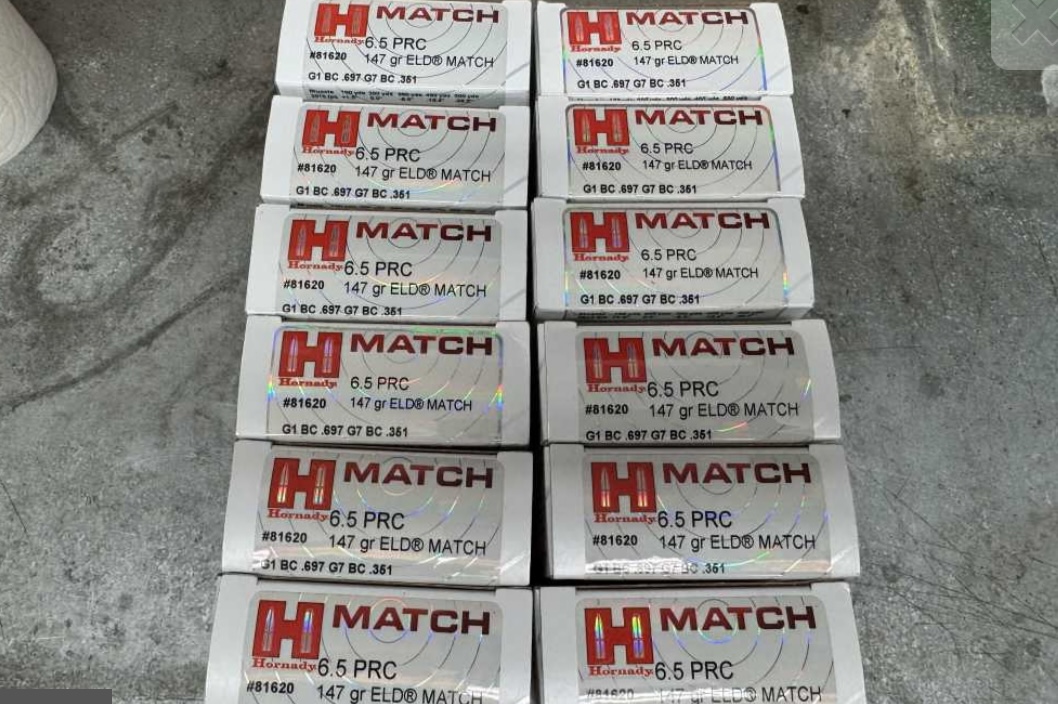 MATCH
Hornady
6.5 PRC
#81620 147 gr ELD® MATCH
G1 BC .697 G7 BC .351
MATCH
Hornady
6.5 PRC
#81620 147 gr ELD® MATCH
G1 BC .697 G7 BC .351
MATCH
Hornady
6.5 PRC
#81620 147 gr ELD® MATCH
G1 BC .697 G7 BC .351
MATCH
Hornady
6.5 PRC
#81620 147 gr ELD® MATCH
G1 BC .697 G7 BC .351
MATCH
Hornady
6.5 PRC
#81620 147 gr ELD® MATCH
G1 BC .697 G7 BC .351
MATCH
Hornady
6.5 PRC
#81620 147 gr ELD® MATCH
G1 BC .697 G7 BC .351
MATCH
Hornady
6.5 PRC
#81620 147 gr ELD® MATCH
G1 BC .697 G7 BC .351
MATCH
Hornady
6.5 PRC
#81620 147 gr ELD® MATCH
G1 BC .697 G7 BC .351
MATCH
Hornady
6.5 PRC
#81620 147 gr ELD® MATCH
G1 BC .697 G7 BC .351
MATCH
Hornady
6.5 PRC
#81620 147 gr ELD® MATCH
G1 BC .697 G7 BC .351
MATCH
Hornady
6.5 PRC
#81620 147 gr ELD® MATCH
MATCH
Hornady
6.5 PRC
#81620 147 gr ELD® MATCH